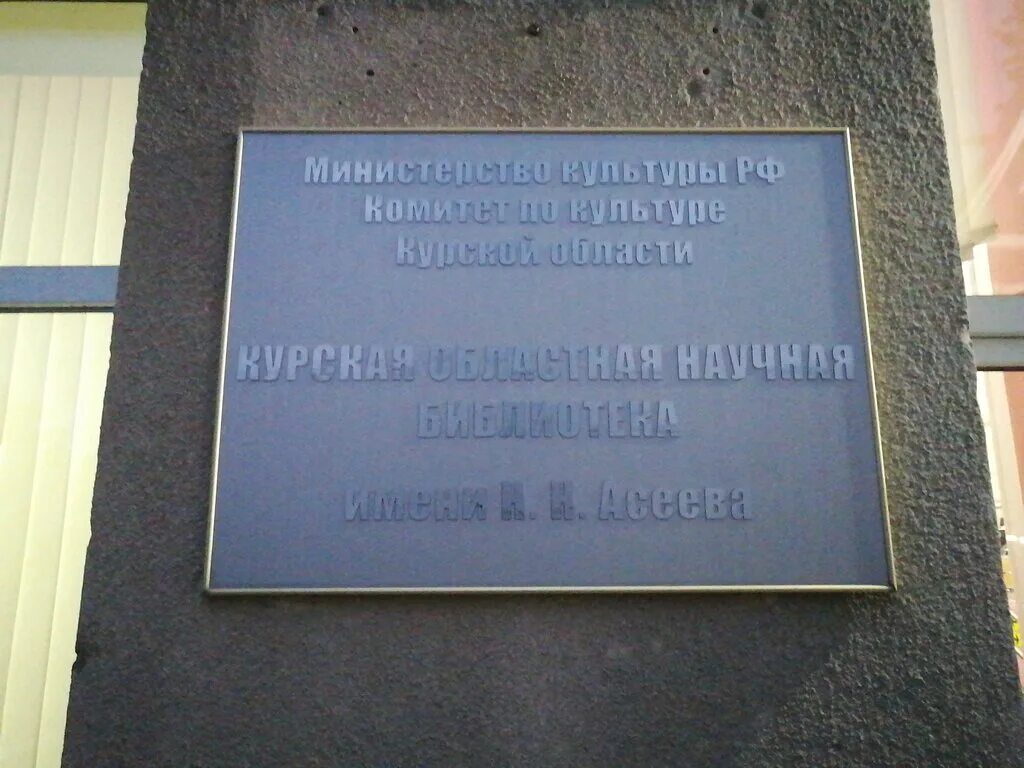 Министерство культуры РФ
Комитет по культуре
Курской области
КУРСКАЯ ОБЛАСТНАЯ НАУЧНАЯ
БИБЛИОТЕКА
имени Н. Н. Асеева